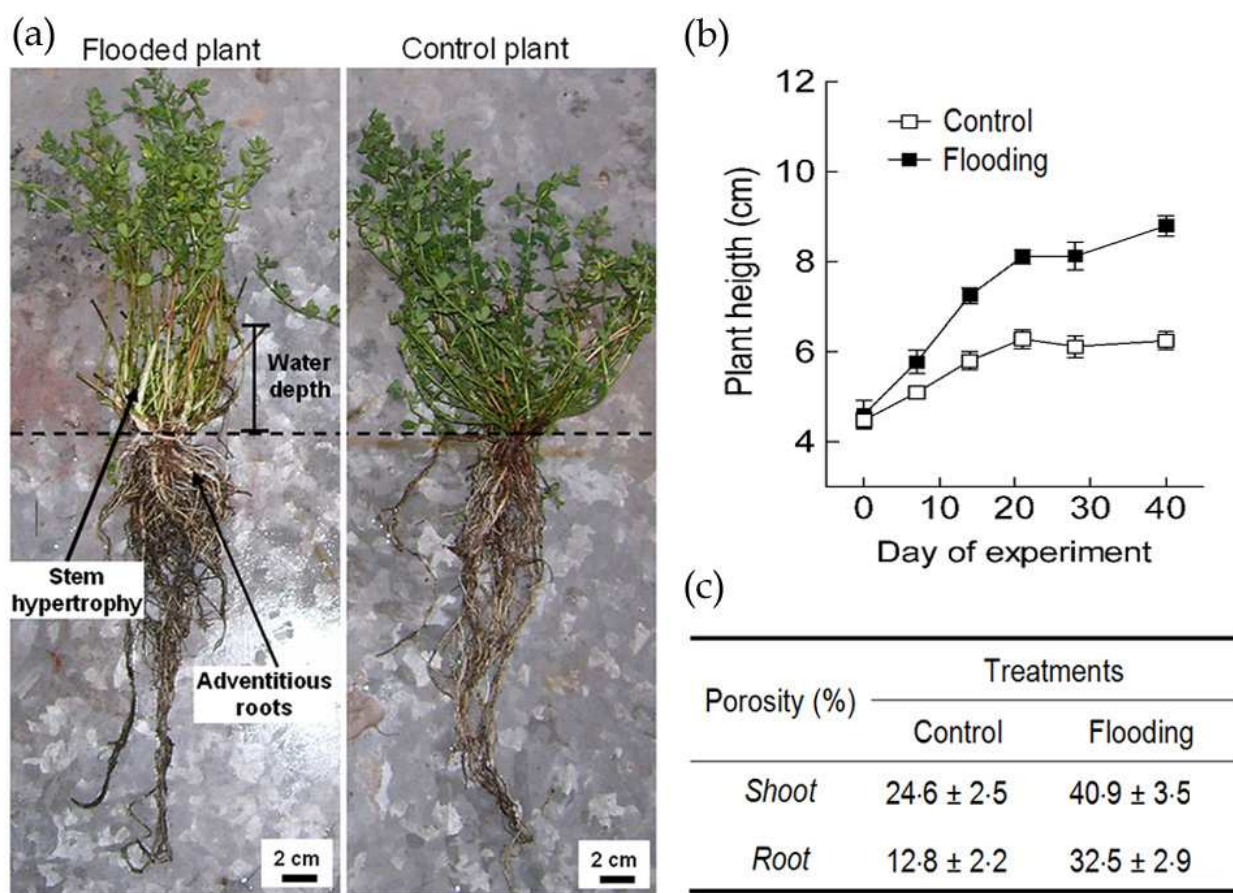 (a)
Flooded plant
Control plant
Water
depth
Stem
hypertrophy
Adventitious
roots
2 cm
2 cm
(b)
12
10
8
6
4
Plant heigth (cm)
Control
Flooding
0 10 20 30 40
Day of experiment
(c)
Porosity (%)
Treatments
Control Flooding
Shoot 24·6 ± 2·5 40·9 ± 3·5
Root 12·8 ± 2·2 32·5 ± 2·9